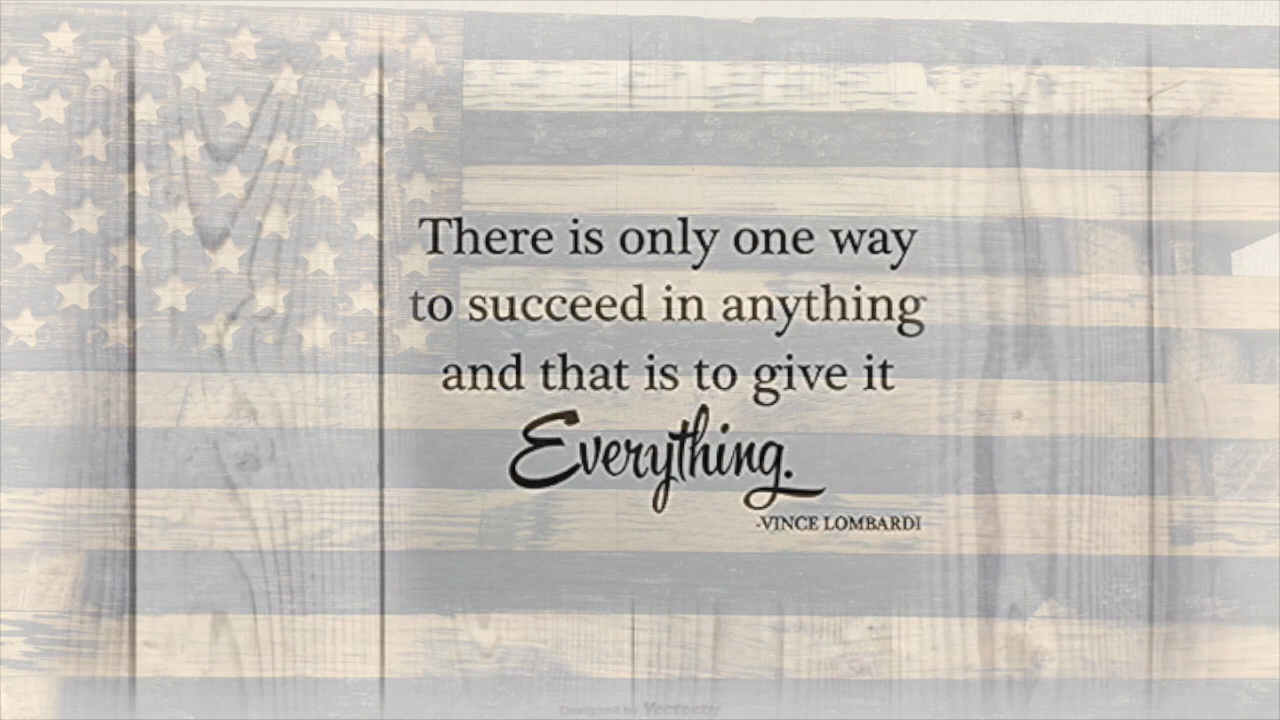 There is only one way
to succeed in anything
and that is to give it
Everything.
-VINCE LOMBARDI
Designed by Vecteezy